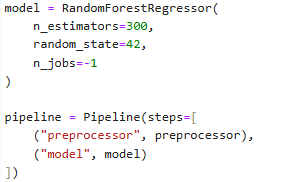 model = RandomForestRegressor(
    n_estimators=300,
    random_state=42,
    n_jobs=-1
)

pipeline = Pipeline(steps=[
    ("preprocessor", preprocessor),
    ("model", model)
])